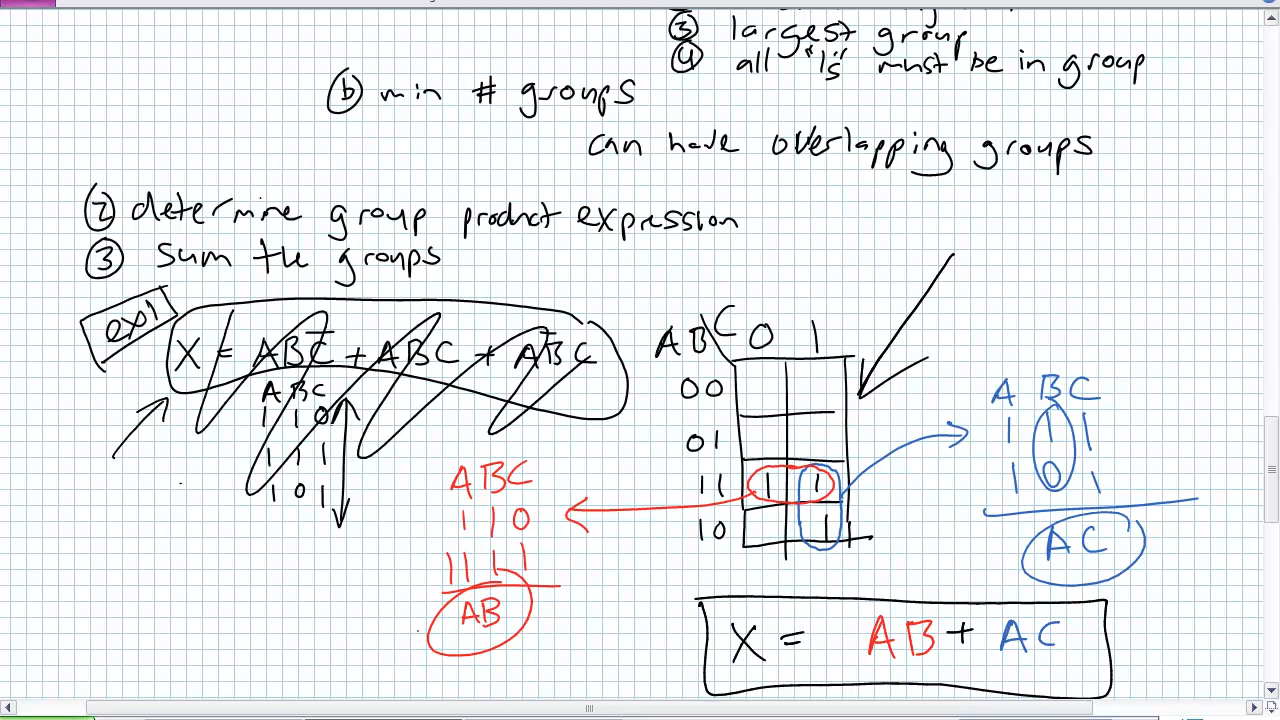 ③ largest group
④ all "1s" must be in group
ⓑ min # groups
can have overlapping groups
② determine group product expression
③ sum the groups
ex1
X = ABC̅ + ABC + AB̅C
A B C
1 1 0
1 1 1
1 0 1
AB\C 0 1
00
01
11 1 1
10 1
A B C
1 1 0
1 1 1
AB
A B C
1 1 1
1 0 1
AC
X = AB + AC